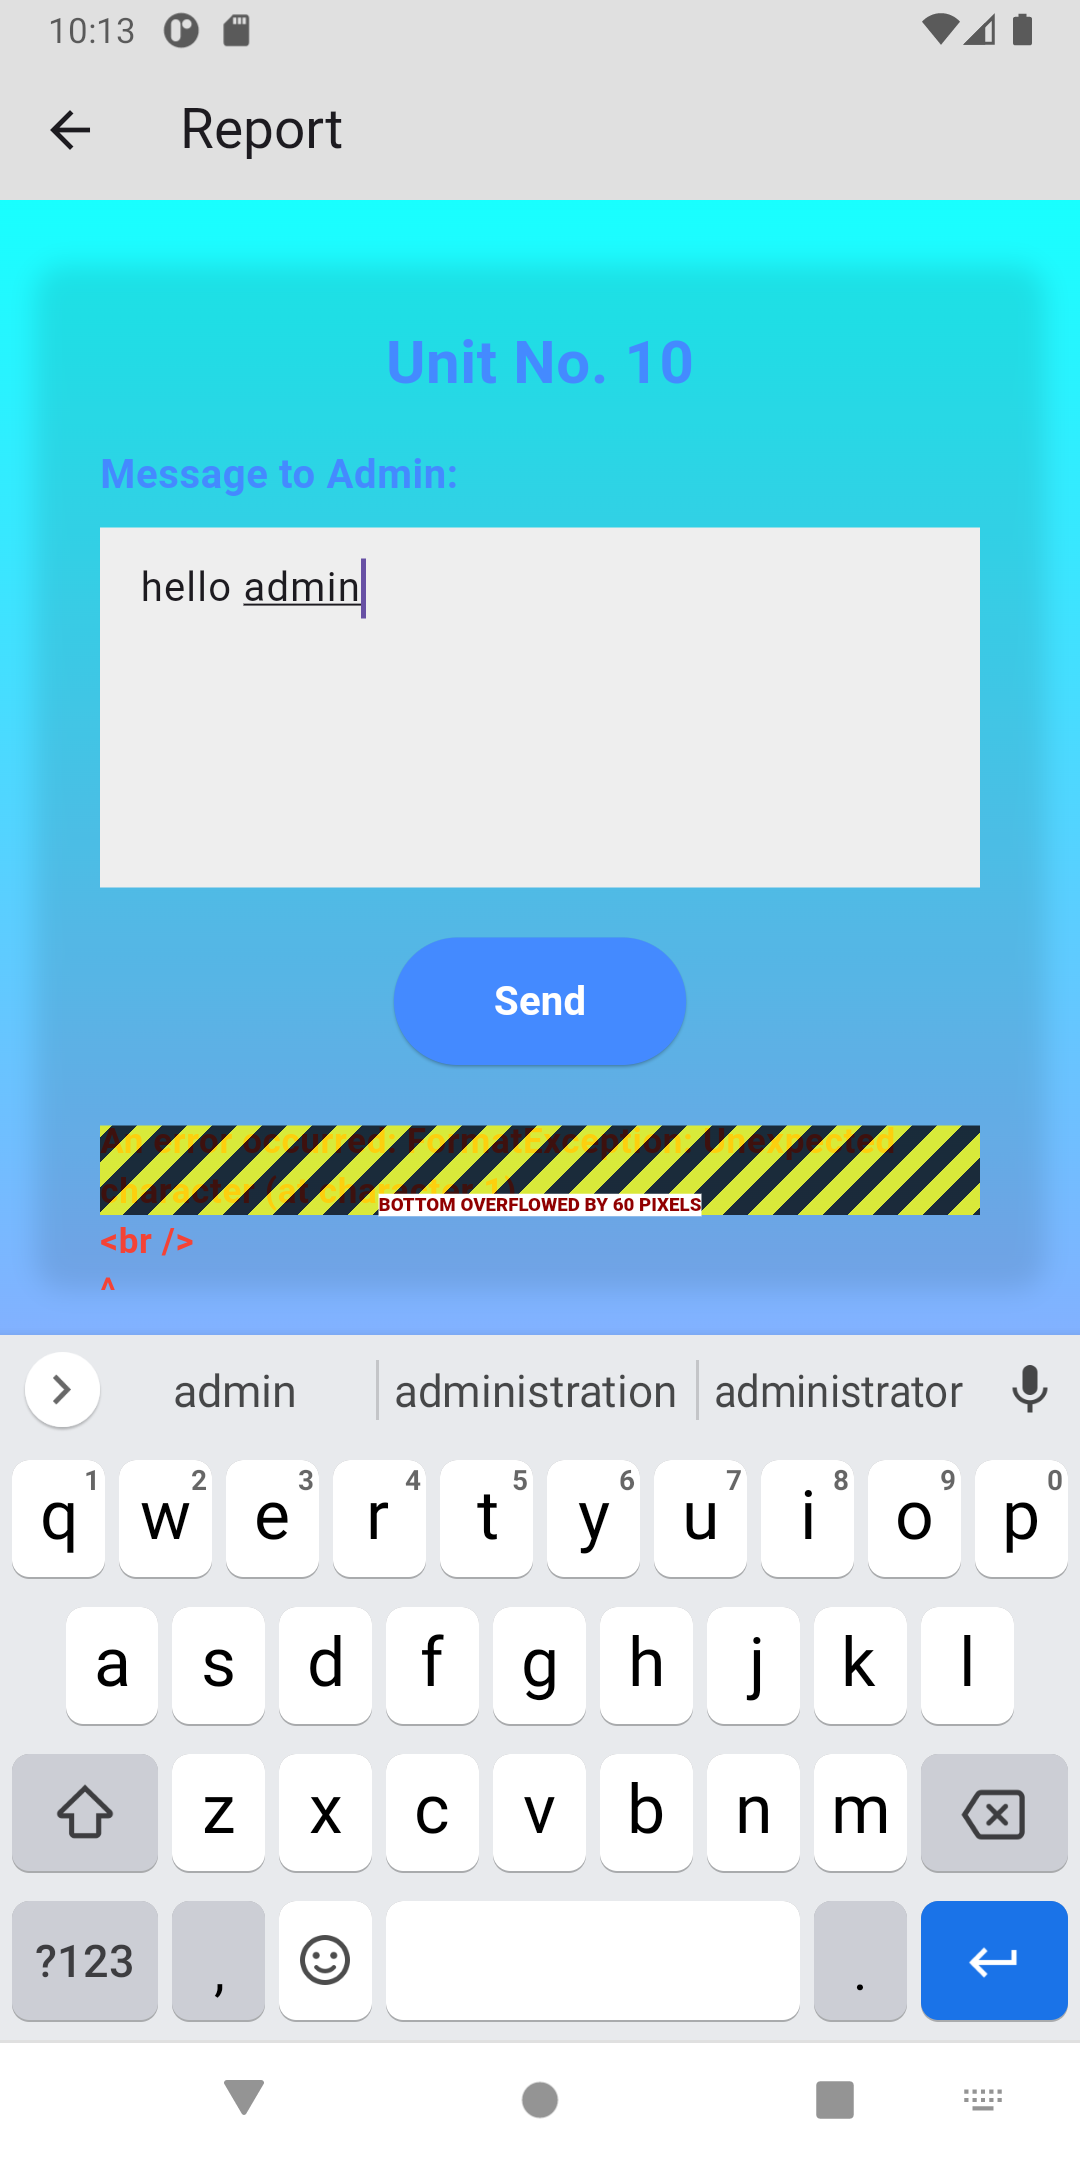 10:13
Report
Unit No. 10
Message to Admin:
hello admin
Send
An error occurred: FormatException: Unexpected
character (at character 1)
BOTTOM OVERFLOWED BY 60 PIXELS
<br />
^
admin administration administrator
q 1 w 2 e 3 r 4 t 5 y 6 u 7 i 8 o 9 p 0
a s d f g h j k l
z x c v b n m
?123 , .